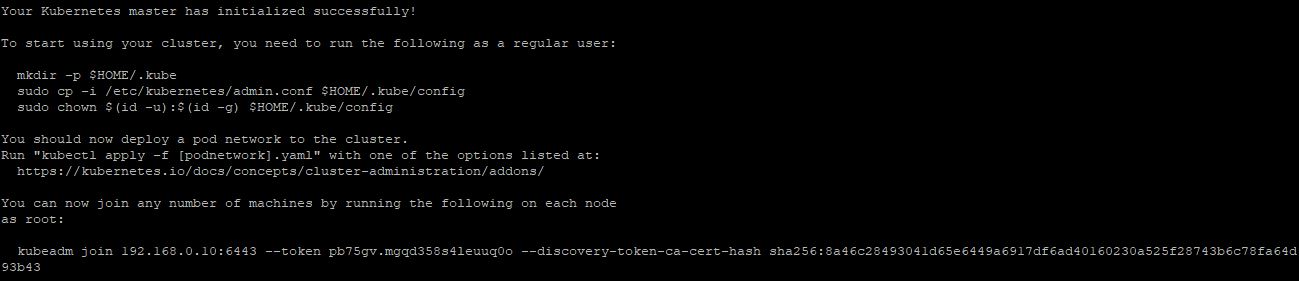 Your Kubernetes master has initialized successfully!
To start using your cluster, you need to run the following as a regular user:
mkdir -p $HOME/.kube
sudo cp -i /etc/kubernetes/admin.conf $HOME/.kube/config
sudo chown $(id -u):$(id -g) $HOME/.kube/config
You should now deploy a pod network to the cluster.
Run "kubectl apply -f [podnetwork].yaml" with one of the options listed at:
https://kubernetes.io/docs/concepts/cluster-administration/addons/
You can now join any number of machines by running the following on each node
as root:
kubeadm join 192.168.0.10:6443 --token pb75gv.mgqd358s4leuuq0o --discovery-token-ca-cert-hash sha256:8a46c28493041d65e6449a6917df6ad40160230a525f28743b6c78fa64d
93b43